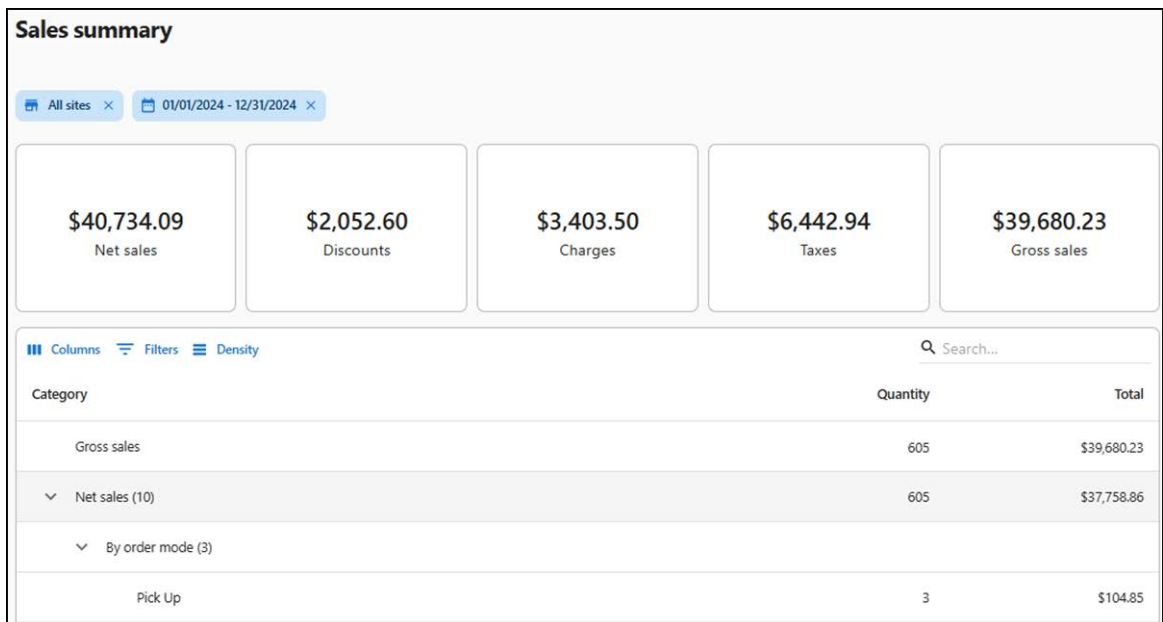 Sales summary
All sites
01/01/2024 - 12/31/2024
$40,734.09
Net sales
$2,052.60
Discounts
$3,403.50
Charges
$6,442.94
Taxes
$39,680.23
Gross sales
Columns Filters Density Search...
Category Quantity Total
Gross sales 605 $39,680.23
Net sales (10) 605 $37,758.86
By order mode (3)
Pick Up 3 $104.85